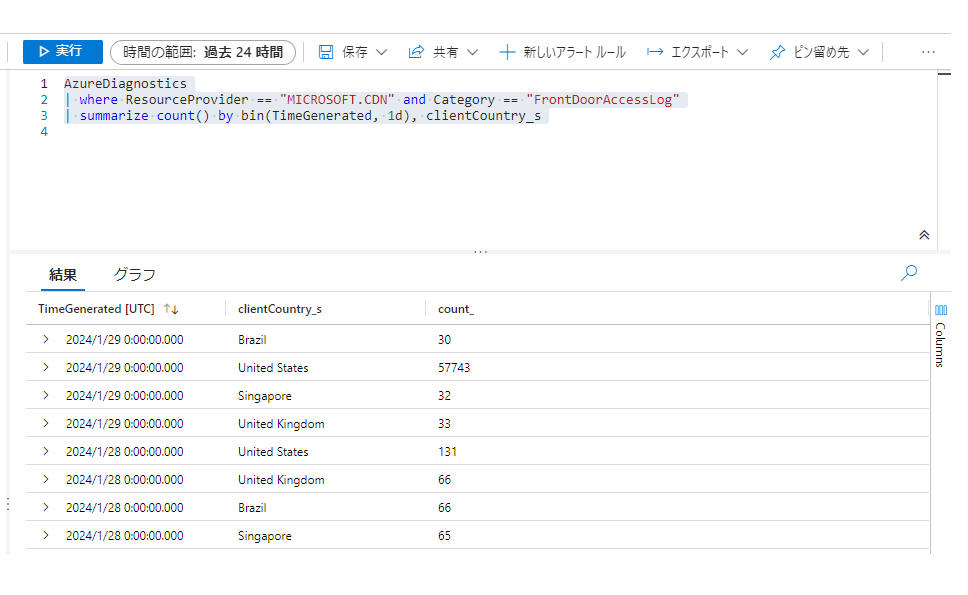 実行 時間の範囲: 過去 24 時間 保存 共有 新しいアラート ルール エクスポート ピン留め先 ...
1 AzureDiagnostics
2 | where ResourceProvider == "MICROSOFT.CDN" and Category == "FrontDoorAccessLog"
3 | summarize count() by bin(TimeGenerated, 1d), clientCountry_s
4
結果 グラフ
TimeGenerated [UTC] clientCountry_s count_
2024/1/29 0:00:00.000 Brazil 30
2024/1/29 0:00:00.000 United States 57743
2024/1/29 0:00:00.000 Singapore 32
2024/1/29 0:00:00.000 United Kingdom 33
2024/1/28 0:00:00.000 United States 131
2024/1/28 0:00:00.000 United Kingdom 66
2024/1/28 0:00:00.000 Brazil 66
2024/1/28 0:00:00.000 Singapore 65
Columns